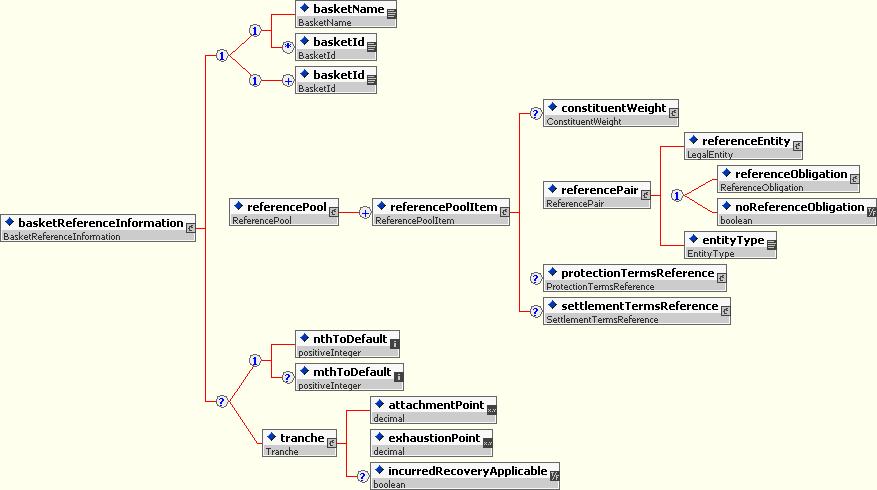 basketName
BasketName
1
*
basketId
BasketId
1
1
+
basketId
BasketId
?
constituentWeight
ConstituentWeight
referenceEntity
LegalEntity
referenceObligation
ReferenceObligation
referencePair
ReferencePair
1
noReferenceObligation
boolean
referencePool
ReferencePool
+
referencePoolItem
ReferencePoolItem
basketReferenceInformation
BasketReferenceInformation
entityType
EntityType
?
protectionTermsReference
ProtectionTermsReference
?
settlementTermsReference
SettlementTermsReference
nthToDefault
positiveInteger
1
?
mthToDefault
positiveInteger
?
attachmentPoint
decimal
tranche
Tranche
exhaustionPoint
decimal
?
incurredRecoveryApplicable
boolean